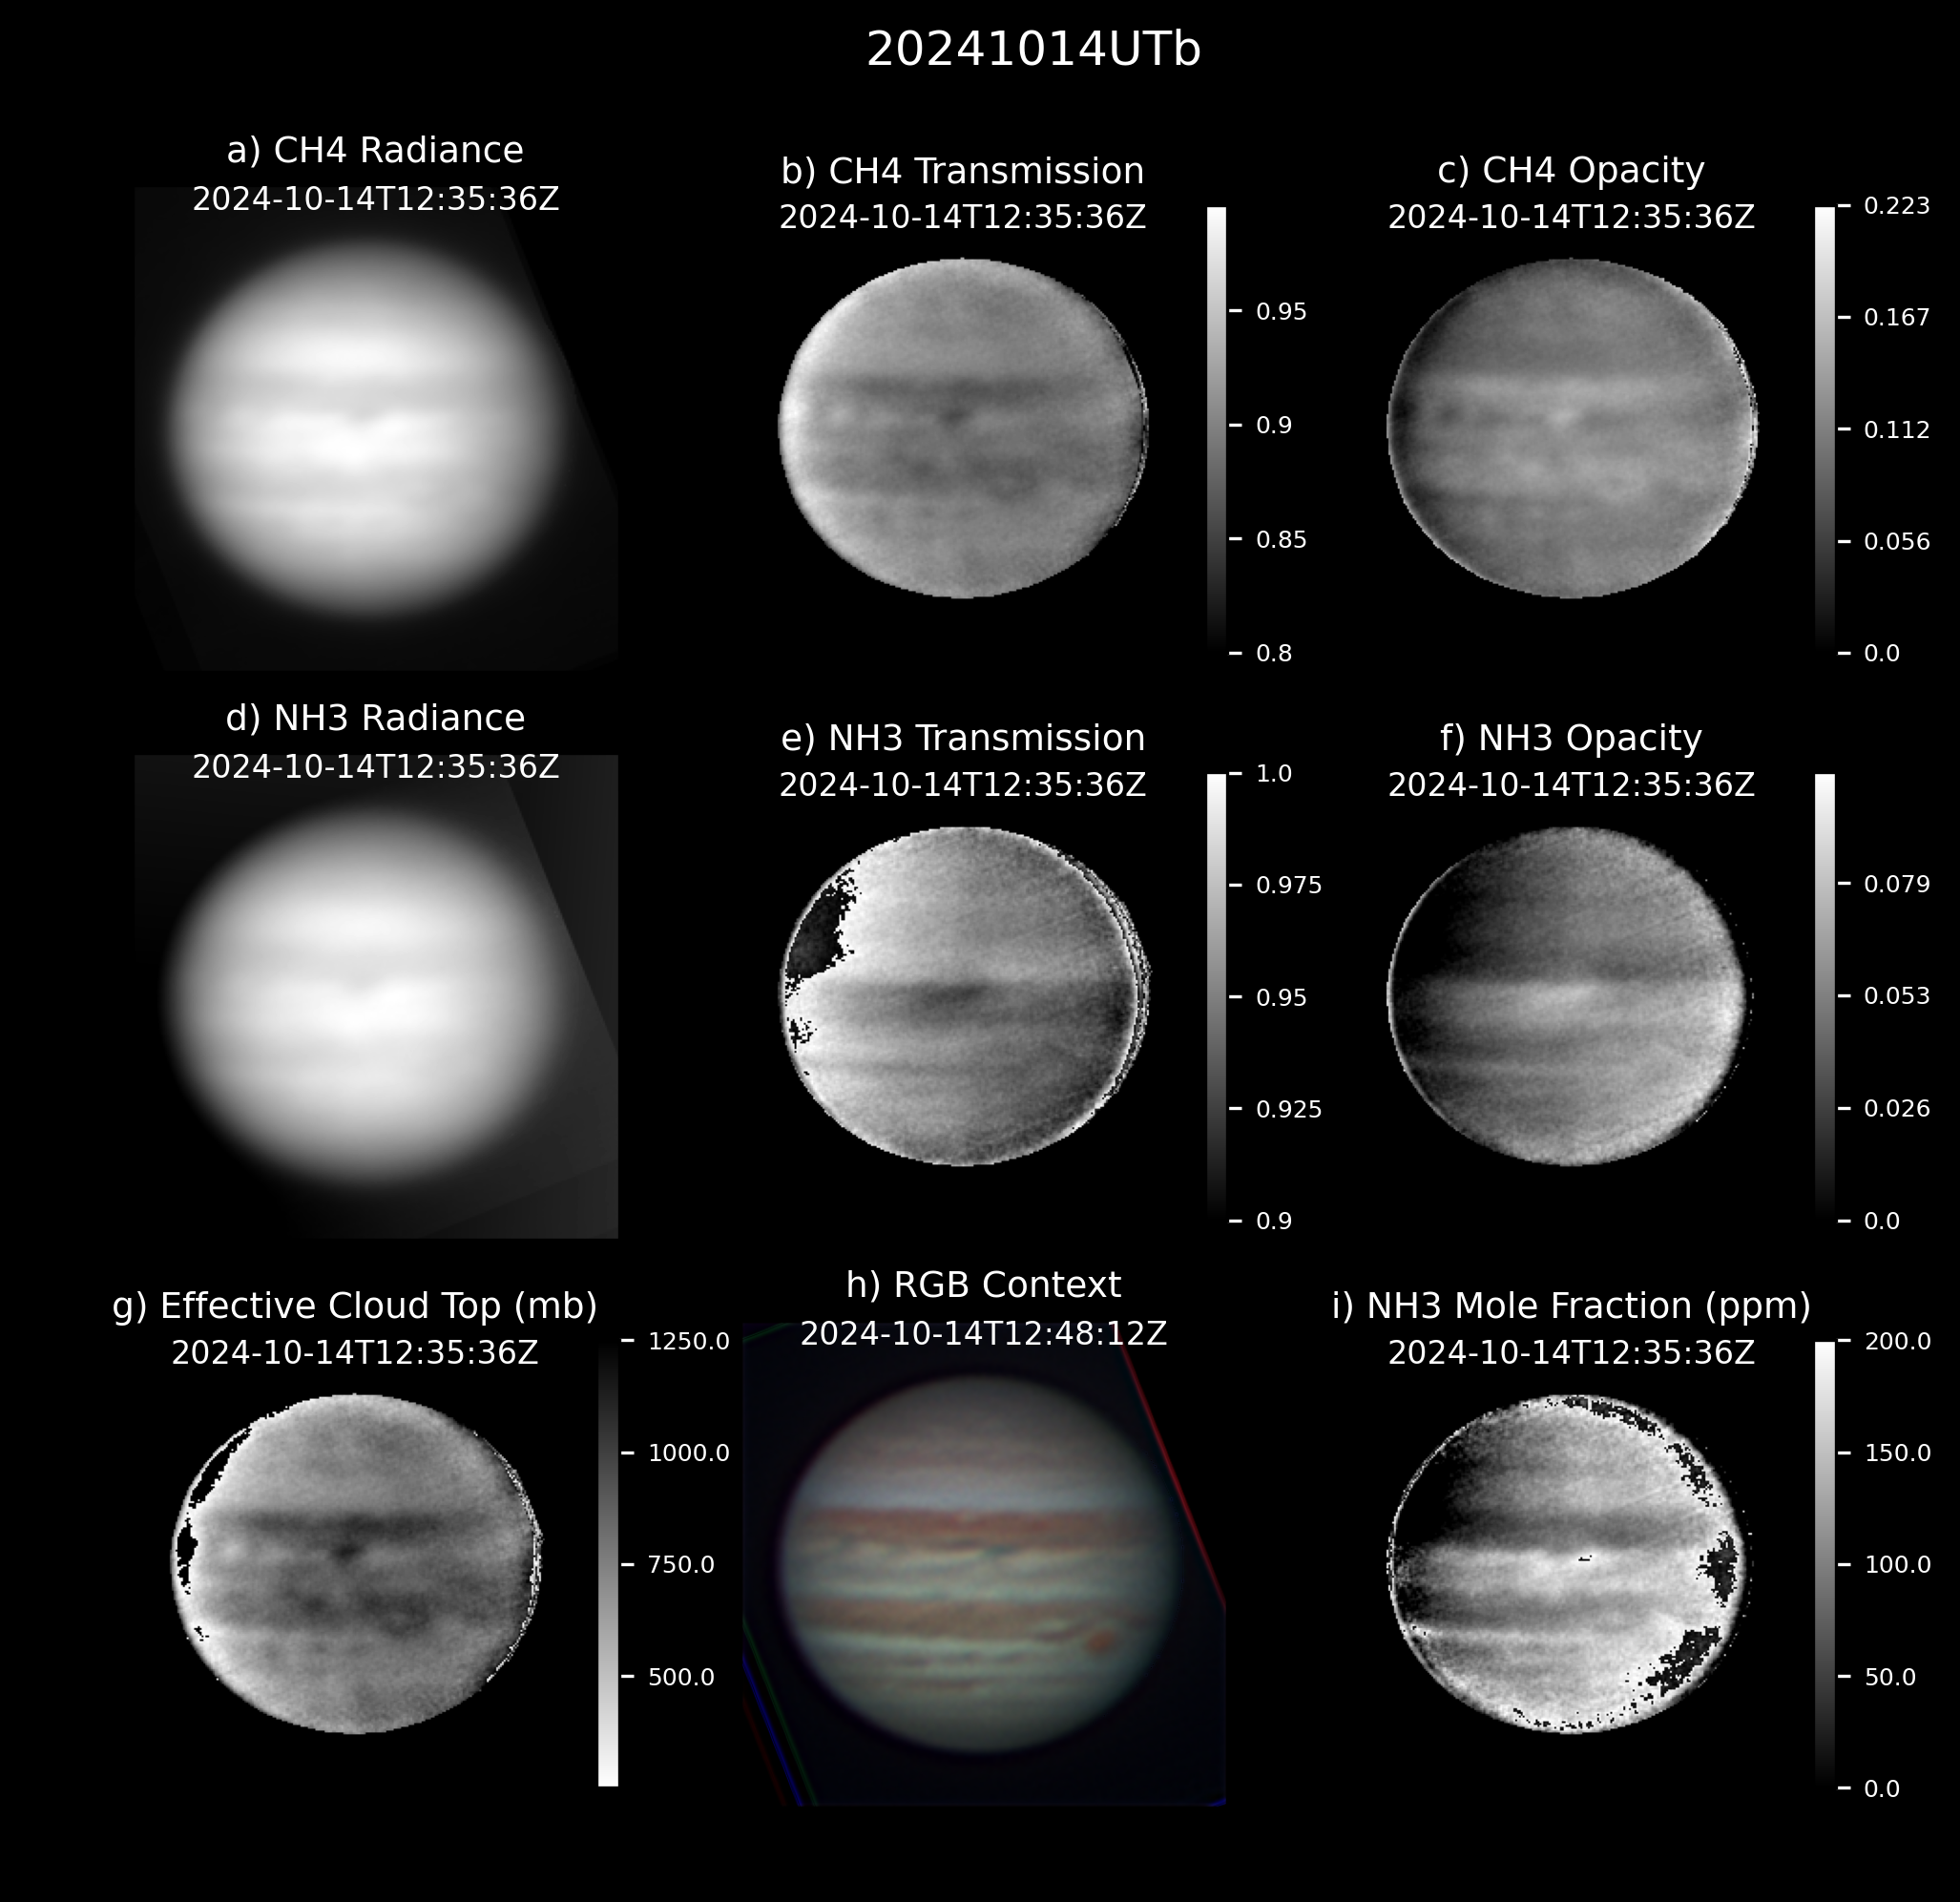 20241014UTb
a) CH4 Radiance
2024-10-14T12:35:36Z
b) CH4 Transmission
2024-10-14T12:35:36Z
0.95
0.9
0.85
0.8
c) CH4 Opacity
2024-10-14T12:35:36Z
0.223
0.167
0.112
0.056
0.0
d) NH3 Radiance
2024-10-14T12:35:36Z
e) NH3 Transmission
2024-10-14T12:35:36Z
1.0
0.975
0.95
0.925
0.9
f) NH3 Opacity
2024-10-14T12:35:36Z
0.079
0.053
0.026
0.0
g) Effective Cloud Top (mb)
2024-10-14T12:35:36Z
1250.0
1000.0
750.0
500.0
h) RGB Context
2024-10-14T12:48:12Z
i) NH3 Mole Fraction (ppm)
2024-10-14T12:35:36Z
200.0
150.0
100.0
50.0
0.0